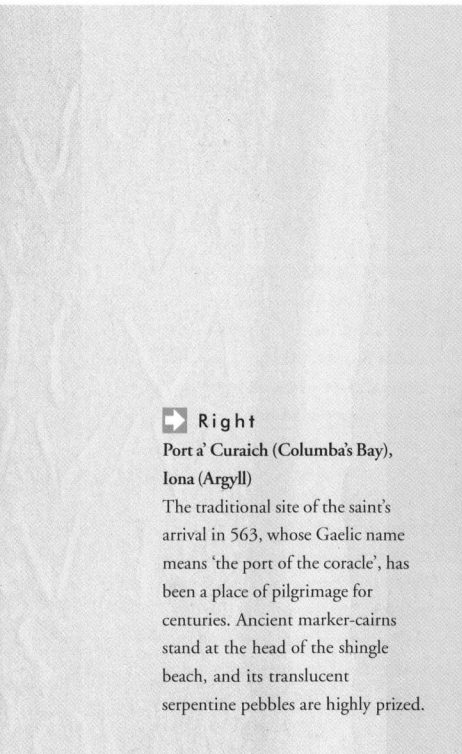 Right
Port a' Curaich (Columba's Bay),
Iona (Argyll)
The traditional site of the saint's
arrival in 563, whose Gaelic name
means 'the port of the coracle', has
been a place of pilgrimage for
centuries. Ancient marker-cairns
stand at the head of the shingle
beach, and its translucent
serpentine pebbles are highly prized.